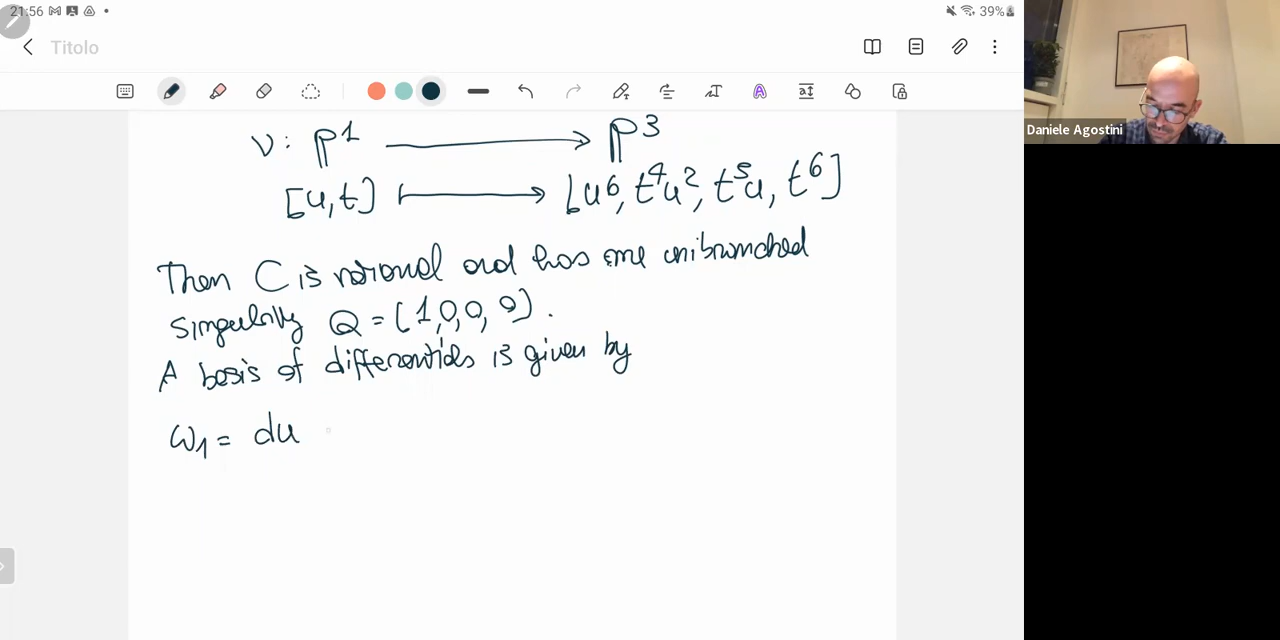 21:56
39%
Titolo
ν: P¹ → P³
[u,t] ↦ [u⁶, t⁴u², t⁵u, t⁶]
Then C is rational and has one unibranched
singularity Q = [1,0,0,0].
A basis of differentials is given by
ω₁ = du
Daniele Agostini